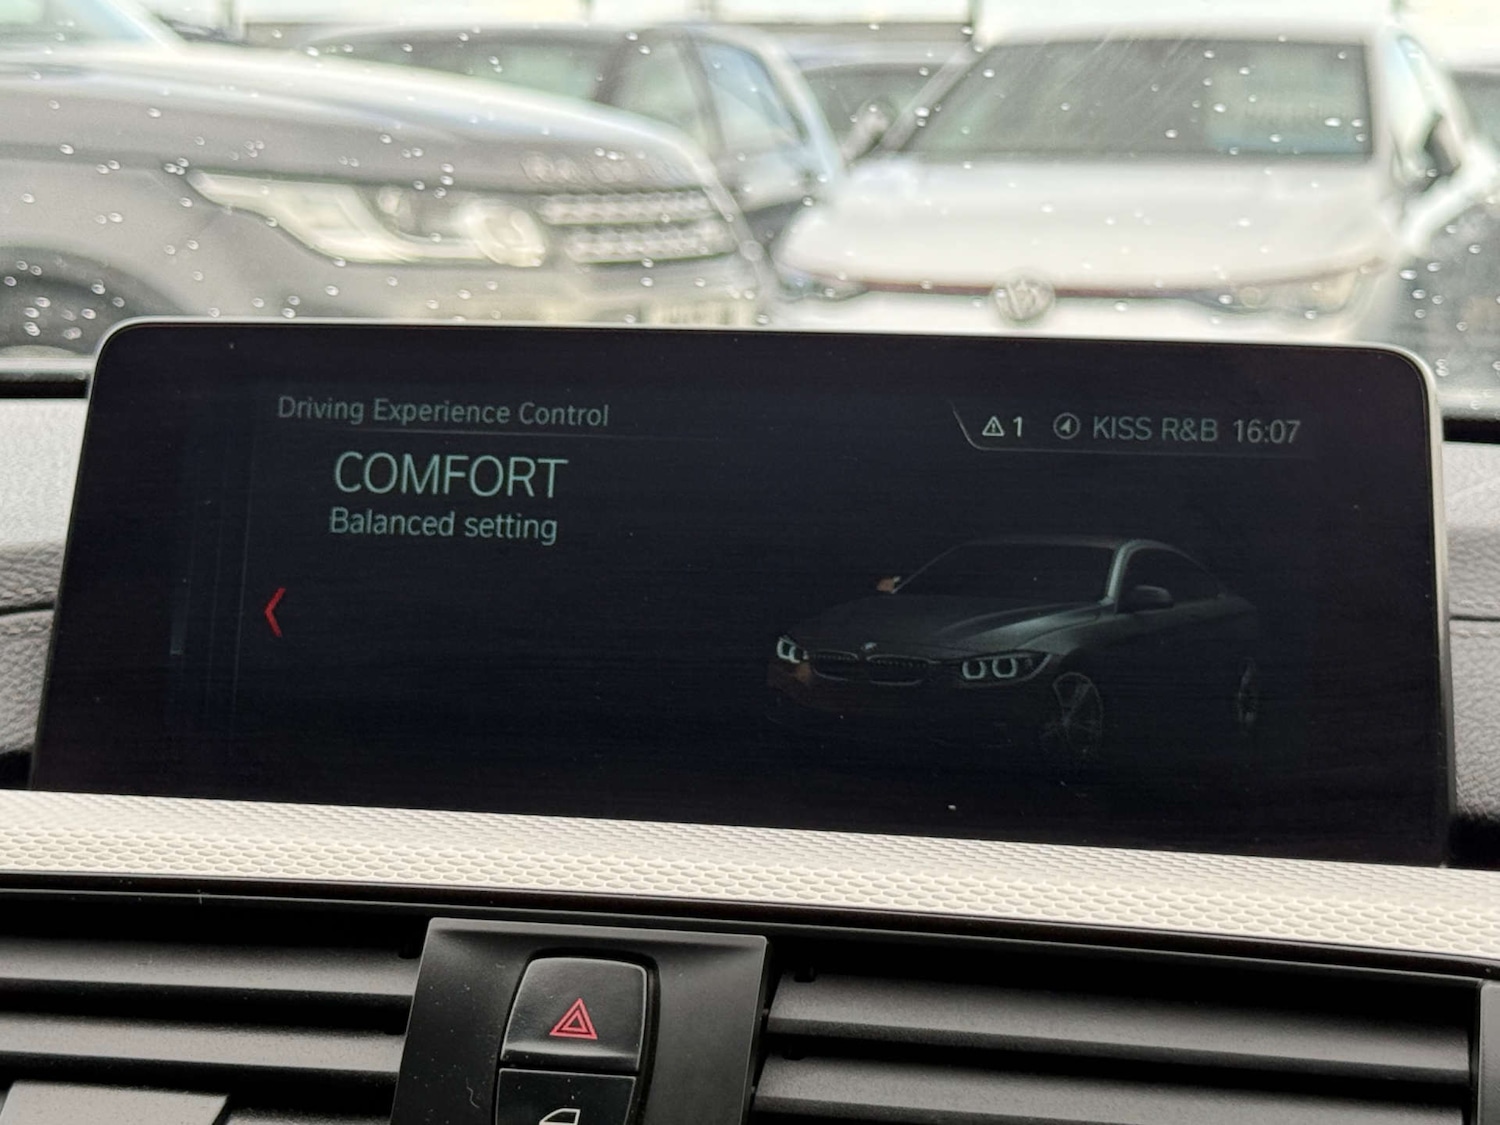 Driving Experience Control
1 KISS R&B 16:07
COMFORT
Balanced setting